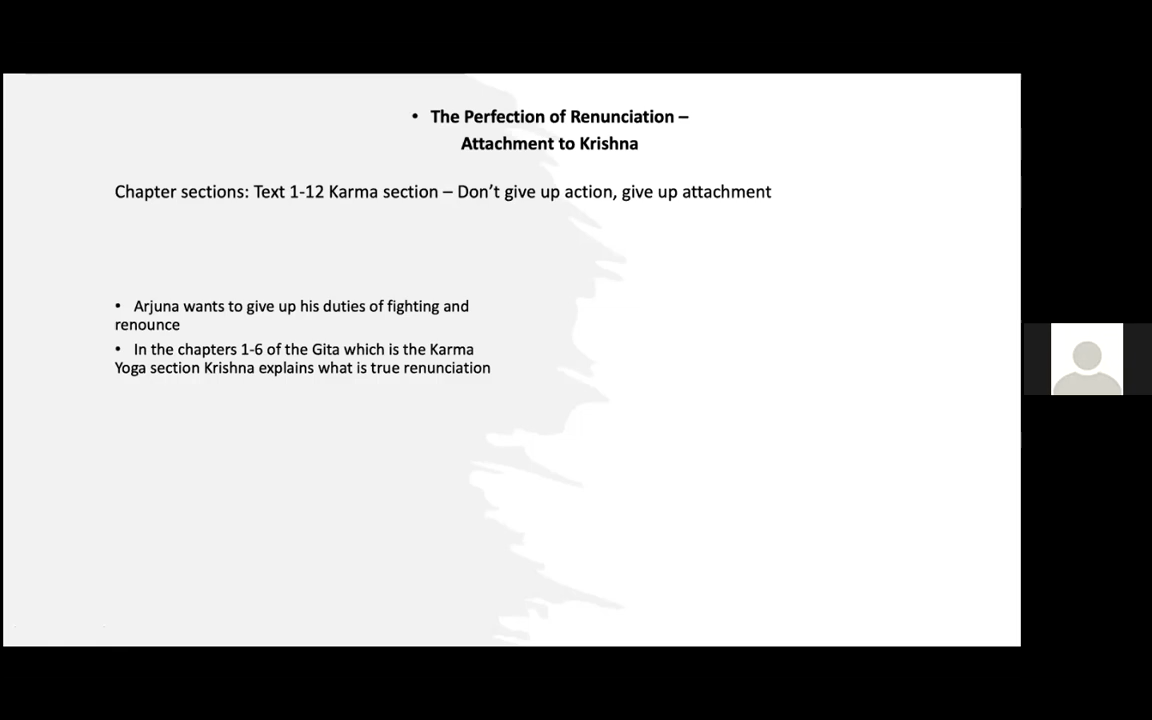 • The Perfection of Renunciation –
Attachment to Krishna
Chapter sections: Text 1-12 Karma section – Don’t give up action, give up attachment
• Arjuna wants to give up his duties of fighting and
renounce
• In the chapters 1-6 of the Gita which is the Karma
Yoga section Krishna explains what is true renunciation